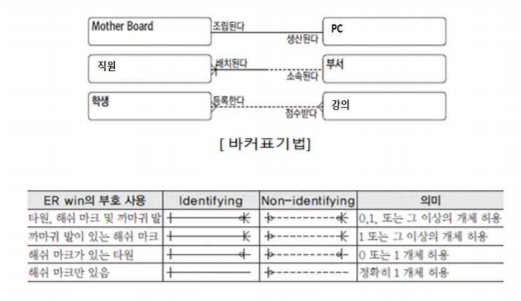 Mother Board 조립된다 PC
생산된다
직원 배치된다 부서
소속된다
학생 등록한다 강의
접수받다
[ 바커표기법]
ER win의 부호 사용 Identifying Non-identifying 의미
타원, 해쉬 마크 및 까마귀 발 0,1, 또는 그 이상의 개체 허용
까마귀 발이 있는 해쉬 마크 1 또는 그 이상의 개체 허용
해쉬 마크가 있는 타원 0 또는 1 개체 허용
해쉬 마크만 있음 정확히 1 개체 허용